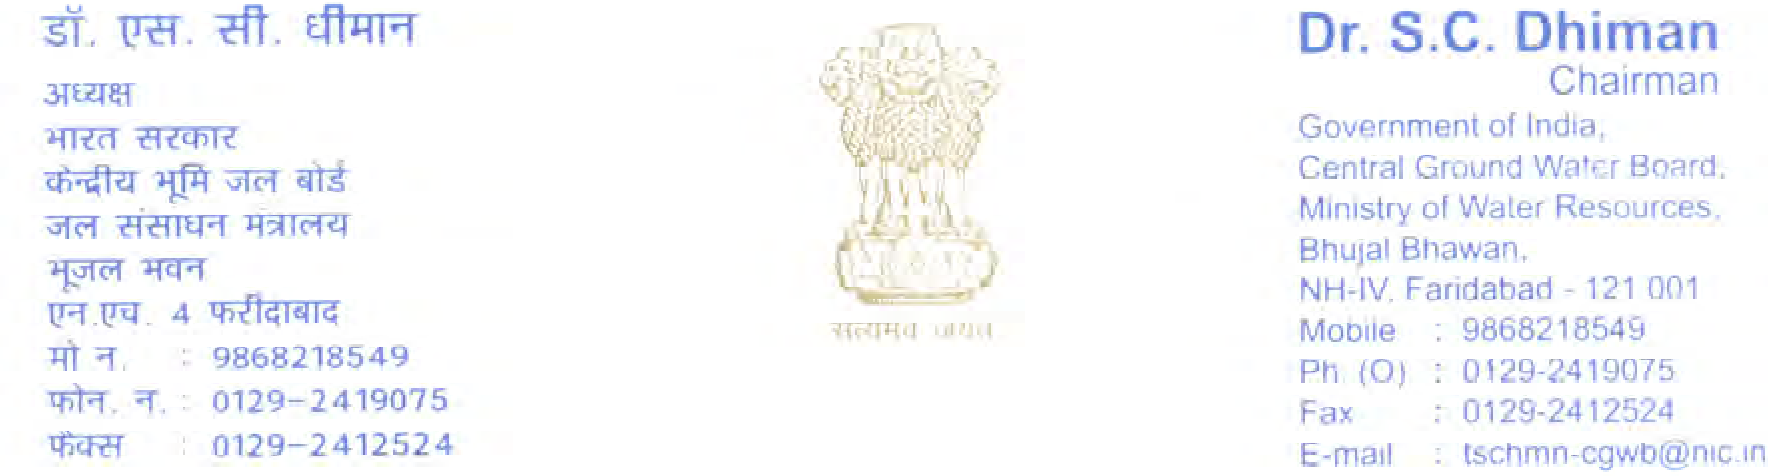 डॉ. एस. सी. धीमान
अध्यक्ष
भारत सरकार
केन्द्रीय भूमि जल बोर्ड
जल संसाधन मंत्रालय
भूजल भवन
एन.एच. 4 फरीदाबाद
मो न. : 9868218549
फोन. न. : 0129-2419075
फैक्स : 0129-2412524
सत्यमेव जयते
Dr. S.C. Dhiman
Chairman
Government of India,
Central Ground Water Board,
Ministry of Water Resources,
Bhujal Bhawan,
NH-IV, Faridabad - 121 001
Mobile : 9868218549
Ph. (O) : 0129-2419075
Fax : 0129-2412524
E-mail : tschmn-cgwb@nic.in